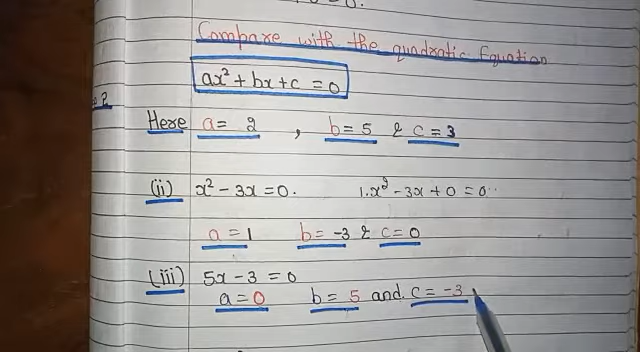 Compare with the quadratic Equation
ax² + bx + c = 0
Here a = 2 , b = 5 & c = 3
(ii) x² - 3x = 0. 1.x² - 3x + 0 = 0
a = 1 b = -3 & c = 0
(iii) 5x - 3 = 0
a = 0 b = 5 and c = -3